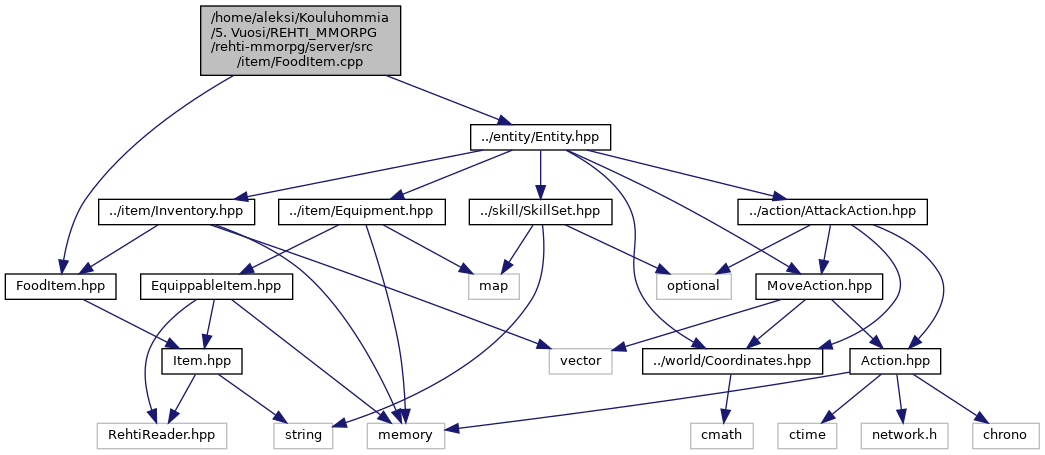 /home/aleksi/Kouluhommia
/5. Vuosi/REHTI_MMORPG
/rehti-mmorpg/server/src
/item/FoodItem.cpp
../entity/Entity.hpp
../item/Inventory.hpp
../item/Equipment.hpp
../skill/SkillSet.hpp
../action/AttackAction.hpp
FoodItem.hpp
EquippableItem.hpp
map
optional
MoveAction.hpp
Item.hpp
vector
../world/Coordinates.hpp
Action.hpp
RehtiReader.hpp
string
memory
cmath
ctime
network.h
chrono